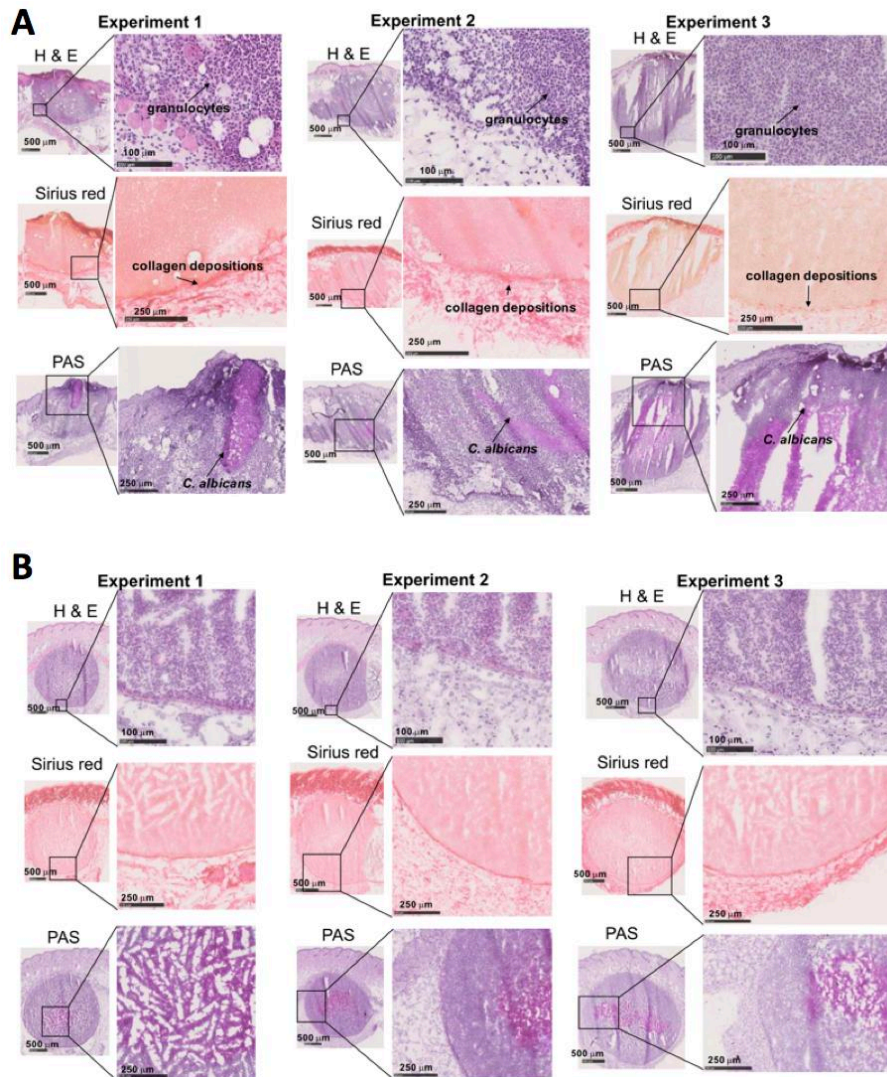 A
Experiment 1
Experiment 2
Experiment 3
H & E
H & E
H & E
granulocytes
granulocytes
granulocytes
500 µm
100 µm
500 µm
100 µm
500 µm
100 µm
Sirius red
Sirius red
Sirius red
collagen depositions
collagen depositions
collagen depositions
500 µm
250 µm
500 µm
250 µm
500 µm
250 µm
PAS
PAS
PAS
C. albicans
C. albicans
C. albicans
500 µm
250 µm
500 µm
250 µm
500 µm
250 µm
B
Experiment 1
Experiment 2
Experiment 3
H & E
H & E
H & E
500 µm
100 µm
500 µm
100 µm
500 µm
100 µm
Sirius red
Sirius red
Sirius red
500 µm
250 µm
500 µm
250 µm
500 µm
250 µm
PAS
PAS
PAS
500 µm
250 µm
500 µm
250 µm
500 µm
250 µm